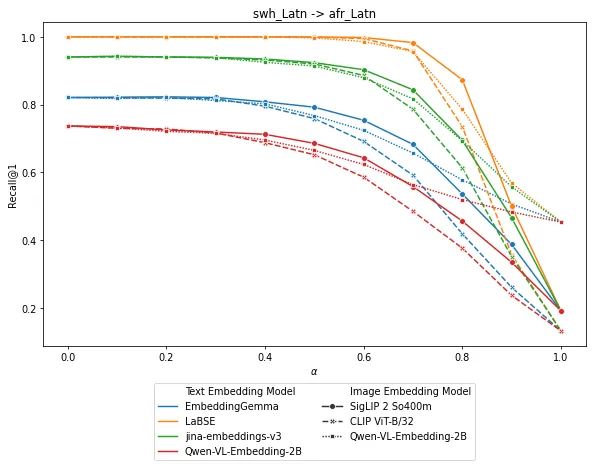 swh_Latn -> afr_Latn
1.0
0.8
0.6
0.4
0.2
Recall@1
0.0 0.2 0.4 0.6 0.8 1.0
α
Text Embedding Model
EmbeddingGemma
LaBSE
jina-embeddings-v3
Qwen-VL-Embedding-2B
Image Embedding Model
SigLIP 2 So400m
CLIP ViT-B/32
Qwen-VL-Embedding-2B